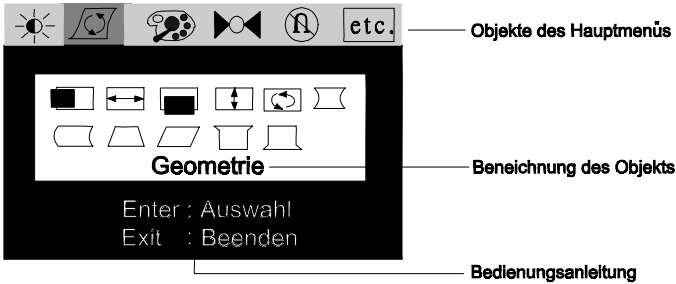 etc.
Objekte des Hauptmenüs
Geometrie
Beneichnung des Objekts
Enter : Auswahl
Exit : Beenden
Bedienungsanleitung